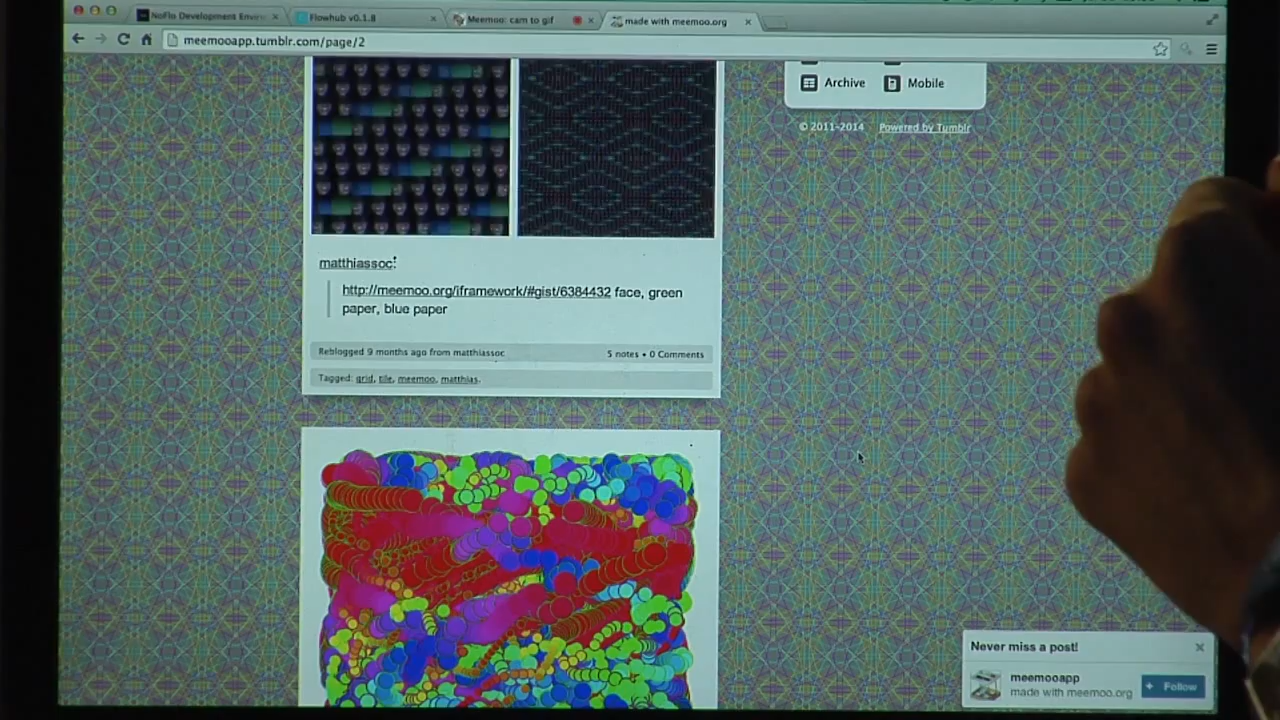 NoFlo Development Enviro
Flowhub v0.1.8
Meemoo: cam to gif
made with meemoo.org
meemooapp.tumblr.com/page/2
Archive
Mobile
© 2011-2014 Powered by Tumblr
matthiassoc:
http://meemoo.org/iframework/#gist/6384432 face, green
paper, blue paper
Reblogged 9 months ago from matthiassoc
5 notes • 0 Comments
Tagged: grid, tile, meemoo, matthias.
Never miss a post!
meemooapp
made with meemoo.org
+ Follow